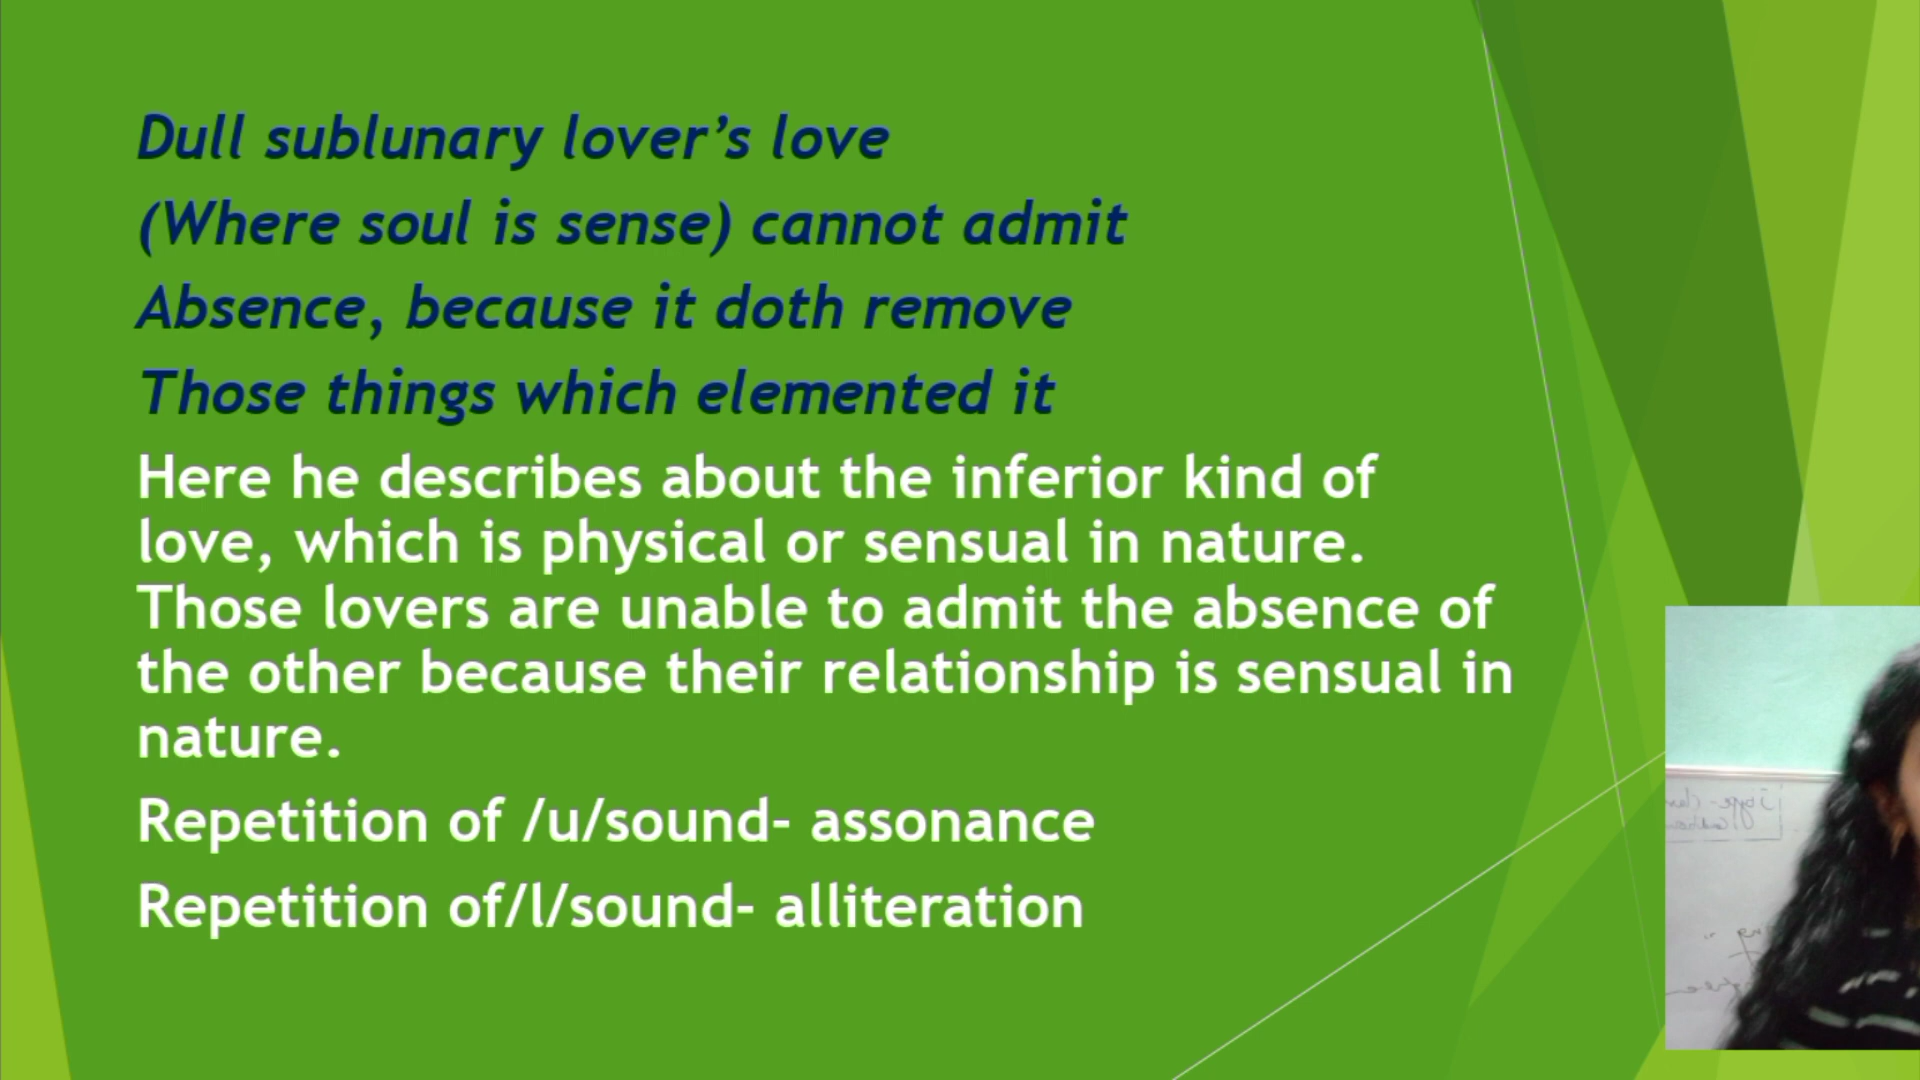 Dull sublunary lover’s love
(Where soul is sense) cannot admit
Absence, because it doth remove
Those things which elemented it
Here he describes about the inferior kind of
love, which is physical or sensual in nature.
Those lovers are unable to admit the absence of
the other because their relationship is sensual in
nature.
Repetition of /u/sound- assonance
Repetition of/l/sound- alliteration